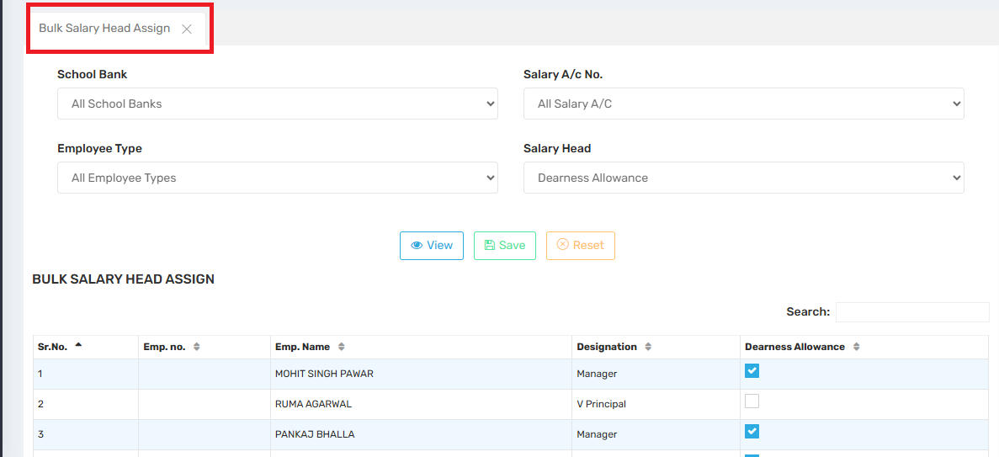 Bulk Salary Head Assign
School Bank Salary A/c No.
All School Banks All Salary A/C
Employee Type Salary Head
All Employee Types Dearness Allowance
View Save Reset
BULK SALARY HEAD ASSIGN
Search:
Sr.No. Emp. no. Emp. Name Designation Dearness Allowance
1 MOHIT SINGH PAWAR Manager
2 RUMA AGARWAL V Principal
3 PANKAJ BHALLA Manager